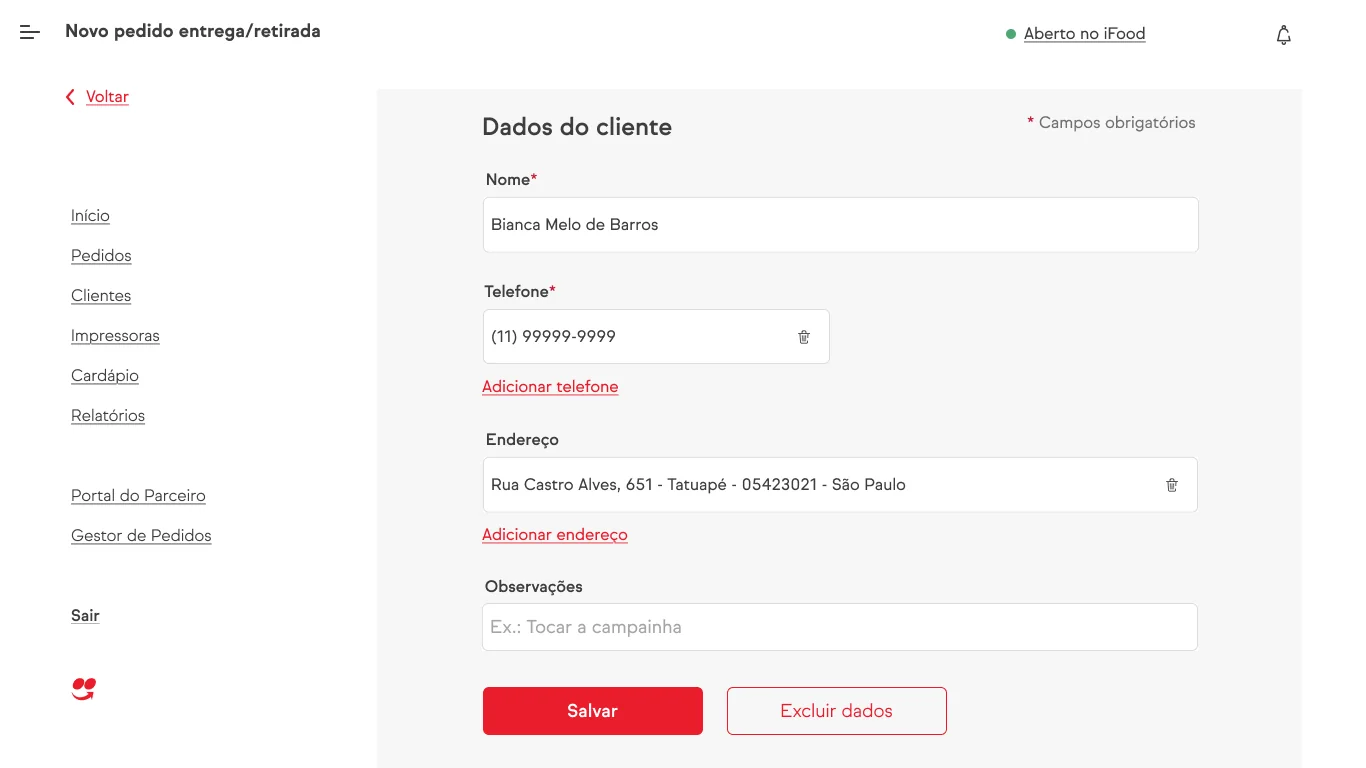 Novo pedido entrega/retirada
Aberto no iFood
Voltar
Início
Pedidos
Clientes
Impressoras
Cardápio
Relatórios
Portal do Parceiro
Gestor de Pedidos
Sair
Dados do cliente
* Campos obrigatórios
Nome*
Bianca Melo de Barros
Telefone*
(11) 99999-9999
Adicionar telefone
Endereço
Rua Castro Alves, 651 - Tatuapé - 05423021 - São Paulo
Adicionar endereço
Observações
Ex.: Tocar a campainha
Salvar
Excluir dados